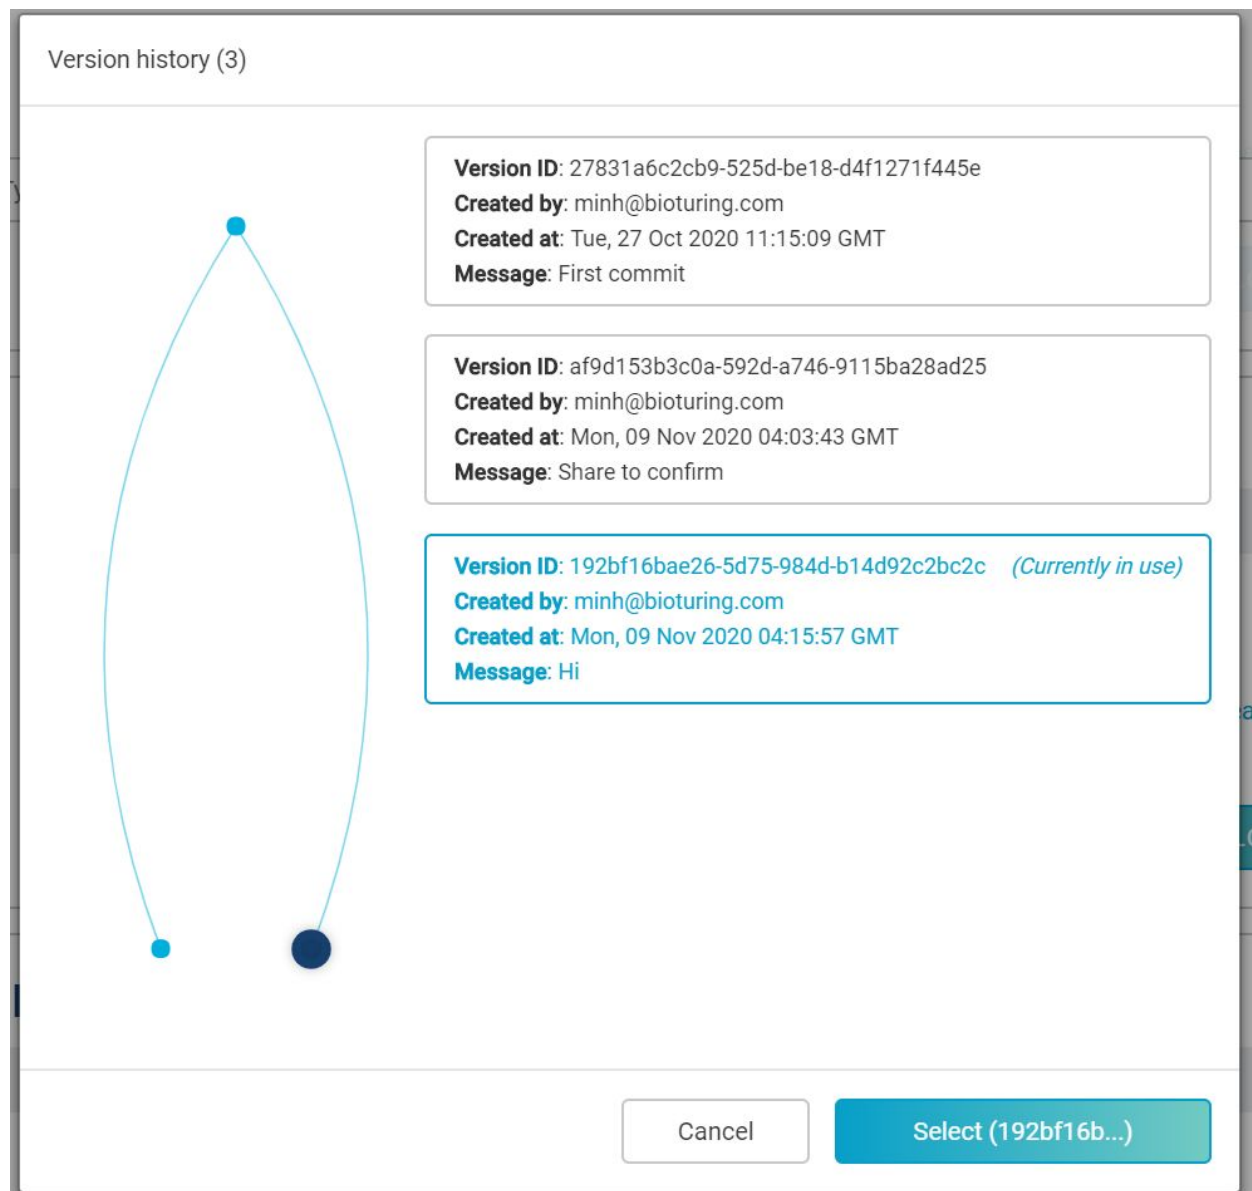 Version history (3)
Version ID: 27831a6c2cb9-525d-be18-d4f1271f445e
Created by: minh@bioturing.com
Created at: Tue, 27 Oct 2020 11:15:09 GMT
Message: First commit
Version ID: af9d153b3c0a-592d-a746-9115ba28ad25
Created by: minh@bioturing.com
Created at: Mon, 09 Nov 2020 04:03:43 GMT
Message: Share to confirm
Version ID: 192bf16bae26-5d75-984d-b14d92c2bc2c (Currently in use)
Created by: minh@bioturing.com
Created at: Mon, 09 Nov 2020 04:15:57 GMT
Message: Hi
Cancel
Select (192bf16b...)